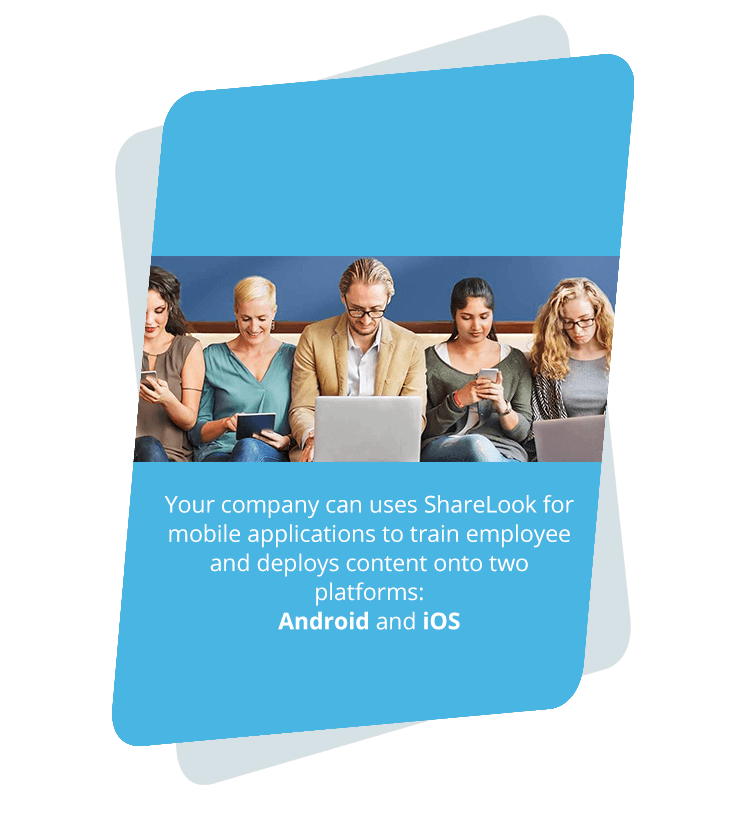 Your company can uses ShareLook for
mobile applications to train employee
and deploys content onto two
platforms:
Android and iOS